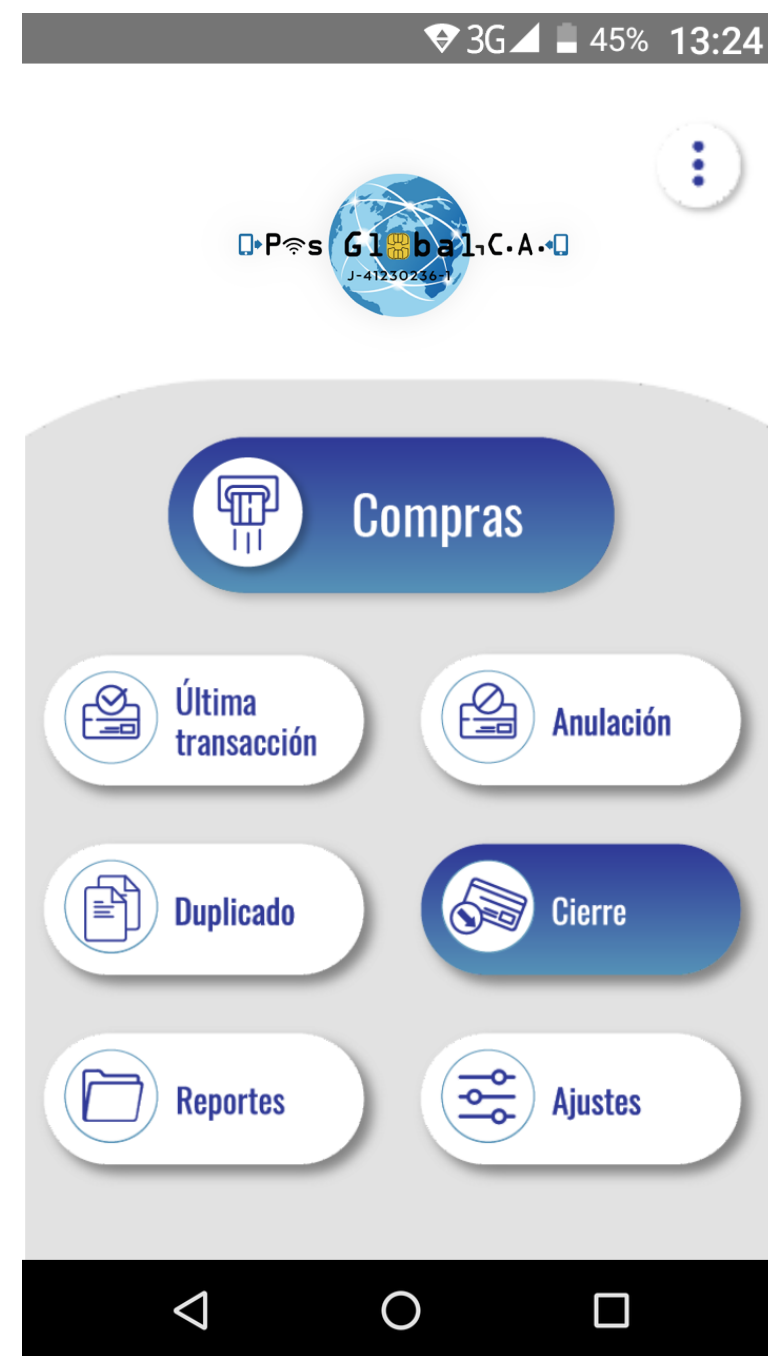 3G 45% 13:24
Pos Global, C.A.
J-41230236-1
Compras
Última
transacción
Anulación
Duplicado
Cierre
Reportes
Ajustes